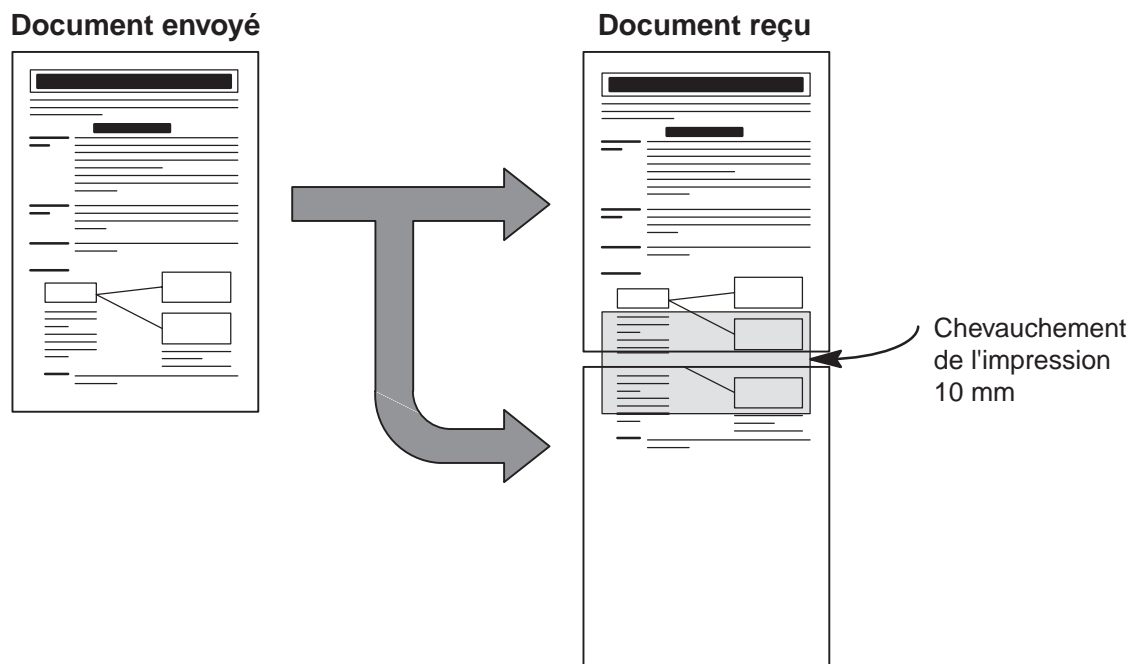 Document envoyé
Document reçu
Chevauchement
de l'impression
10 mm